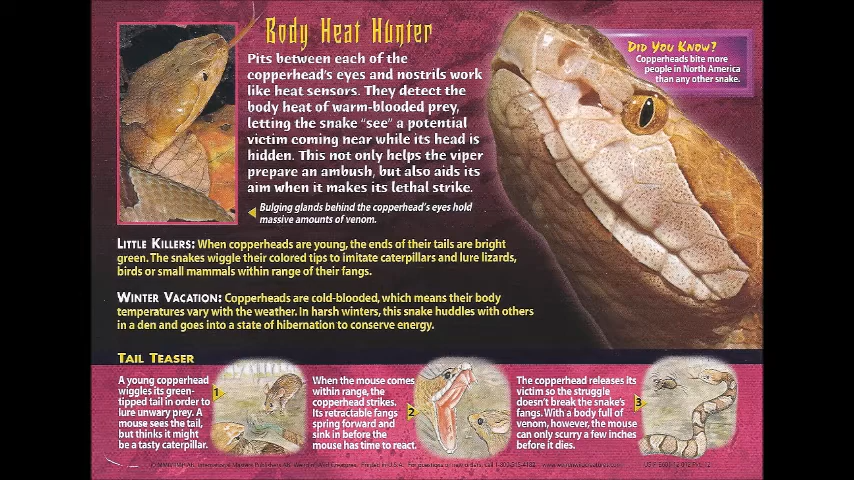 Body Heat Hunter
Pits between each of the
copperhead's eyes and nostrils work
like heat sensors. They detect the
body heat of warm-blooded prey,
letting the snake "see" a potential
victim coming near while its head is
hidden. This not only helps the viper
prepare an ambush, but also aids its
aim when it makes its lethal strike.
Bulging glands behind the copperhead's eyes hold
massive amounts of venom.
DID YOU KNOW?
Copperheads bite more
people in North America
than any other snake.
LITTLE KILLERS: When copperheads are young, the ends of their tails are bright
green. The snakes wiggle their colored tips to imitate caterpillars and lure lizards,
birds or small mammals within range of their fangs.
WINTER VACATION: Copperheads are cold-blooded, which means their body
temperatures vary with the weather. In harsh winters, this snake huddles with others
in a den and goes into a state of hibernation to conserve energy.
TAIL TEASER
A young copperhead
wiggles its green-
tipped tail in order to
lure unwary prey. A
mouse sees the tail,
but thinks it might
be a tasty caterpillar.
1
When the mouse comes
within range, the
copperhead strikes.
Its retractable fangs
spring forward and
sink in before the
mouse has time to react.
2
The copperhead releases its
victim so the struggle
doesn't break the snake's
fangs. With a body full of
venom, however, the mouse
can only scurry a few inches
before it dies.
3
International Masters Publishers AB, Printed in U.S.A. For questions or new orders, call